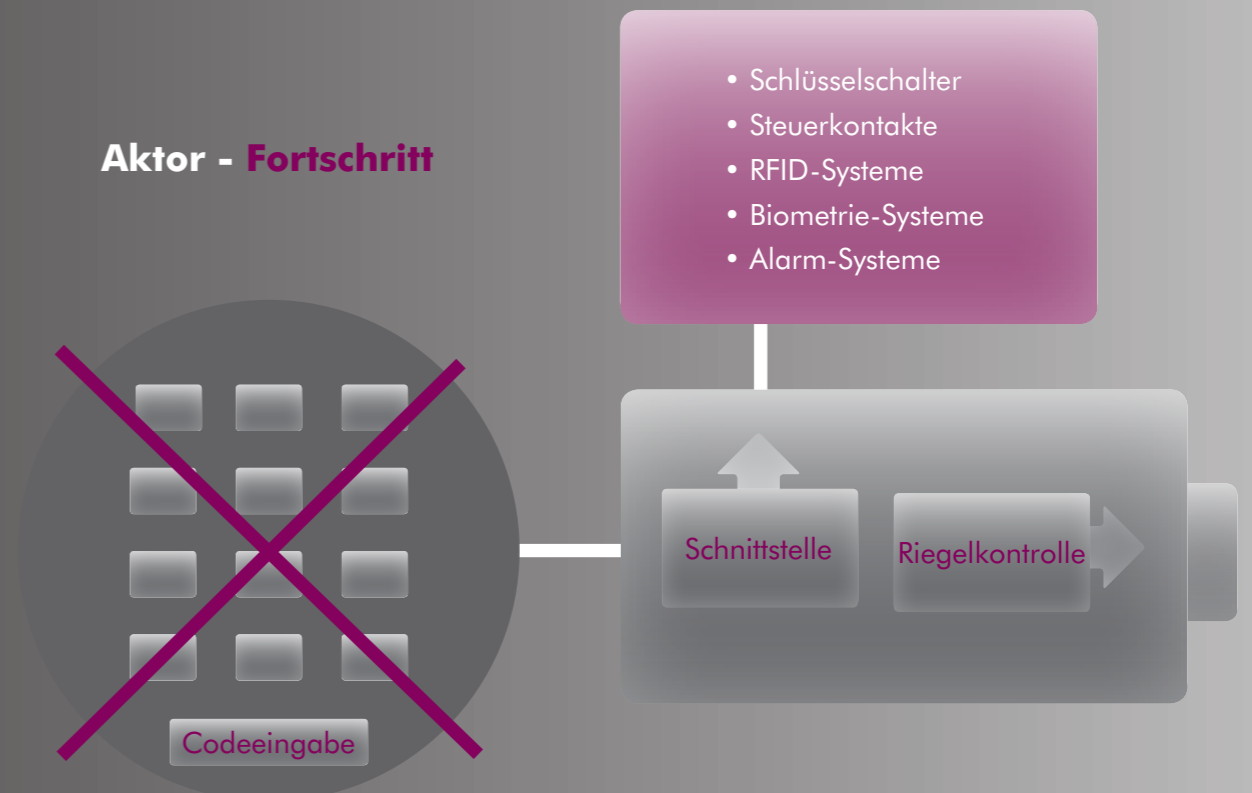 Aktor - Fortschritt
• Schlüsselschalter
• Steuerkontakte
• RFID-Systeme
• Biometrie-Systeme
• Alarm-Systeme
Schnittstelle
Riegelkontrolle
Codeeingabe